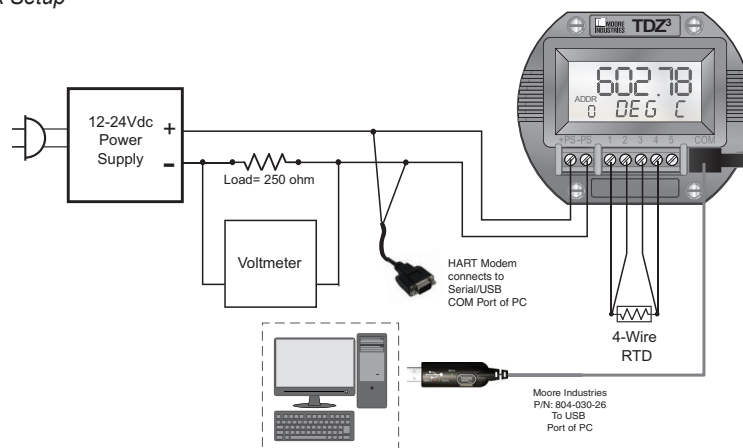 Setup
12-24Vdc
Power
Supply
+
-
Load= 250 ohm
Voltmeter
HART Modem
connects to
Serial/USB
COM Port of PC
MOORE
INDUSTRIES
TDZ³
602.78
ADDR
0 DEG C
+PS -PS 1 2 3 4 5 COM
4-Wire
RTD
Moore Industries
P/N: 804-030-26
To USB
Port of PC